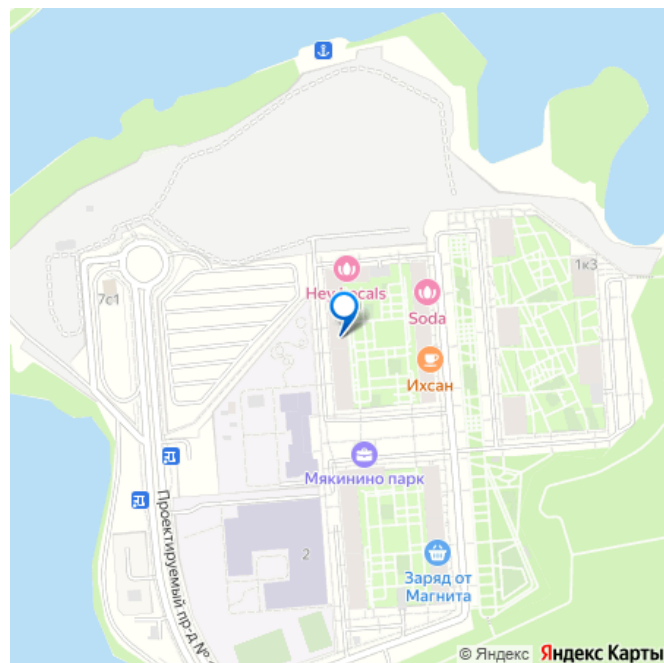 1к3
Hey Locals
7с1
Soda
Ихсан
Мякинино парк
Проектируемый пр-д №
2
Заряд от
Магнита
© Яндекс Яндекс Карты